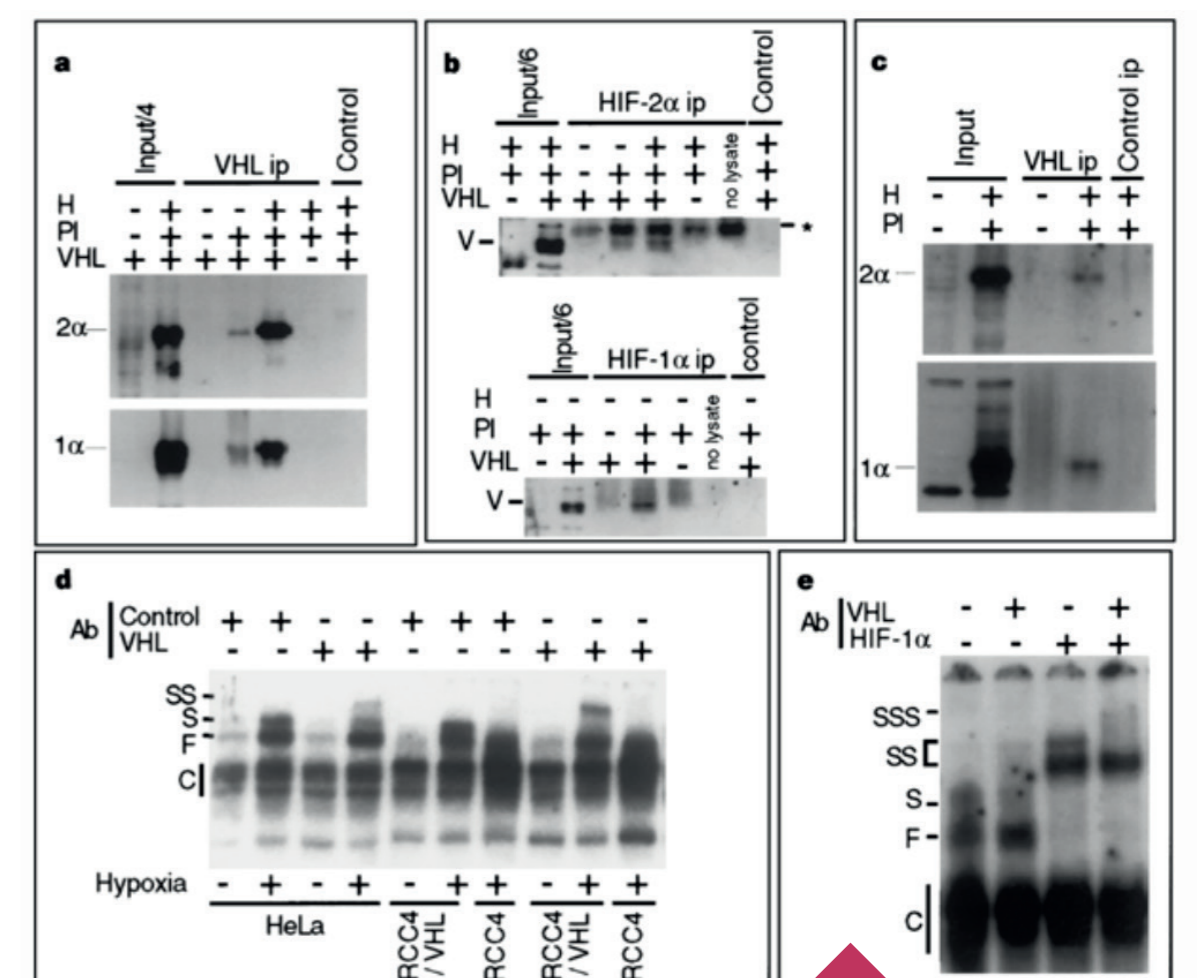 a
Input/4
VHL ip
Control
H - + - - + + +
PI - + - + + + +
VHL + + + + + - +
2α
1α
b
Input/6
HIF-2α ip
Control
H + + - - + + +
PI + + - + + + no lysate +
VHL - + + + + - +
V
*
Input/6
HIF-1α ip
control
H - - - - - -
PI + + - + + no lysate +
VHL - + + + - +
V
c
Input
VHL ip
Control ip
H - + - + +
PI - + - + +
2α
1α
d
Ab
Control + + - - + + + - - -
VHL - - + + - - - + + +
SS
S
F
C
Hypoxia - + - + - + + - + +
HeLa
RCC4 / VHL
RCC4
RCC4 / VHL
RCC4
e
Ab
VHL - + - +
HIF-1α - - + +
SSS
SS
S
F
C